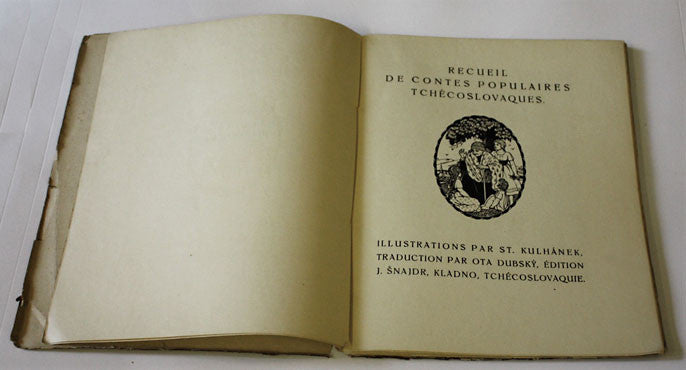 RECUEIL
DE CONTES POPULAIRES
TCHÉCOSLOVAQUES.
ILLUSTRATIONS PAR ST. KULHÁNEK,
TRADUCTION PAR OTA DUBSKÝ, ÉDITION
J. ŠNAJDR, KLADNO, TCHÉCOSLOVAQUIE.